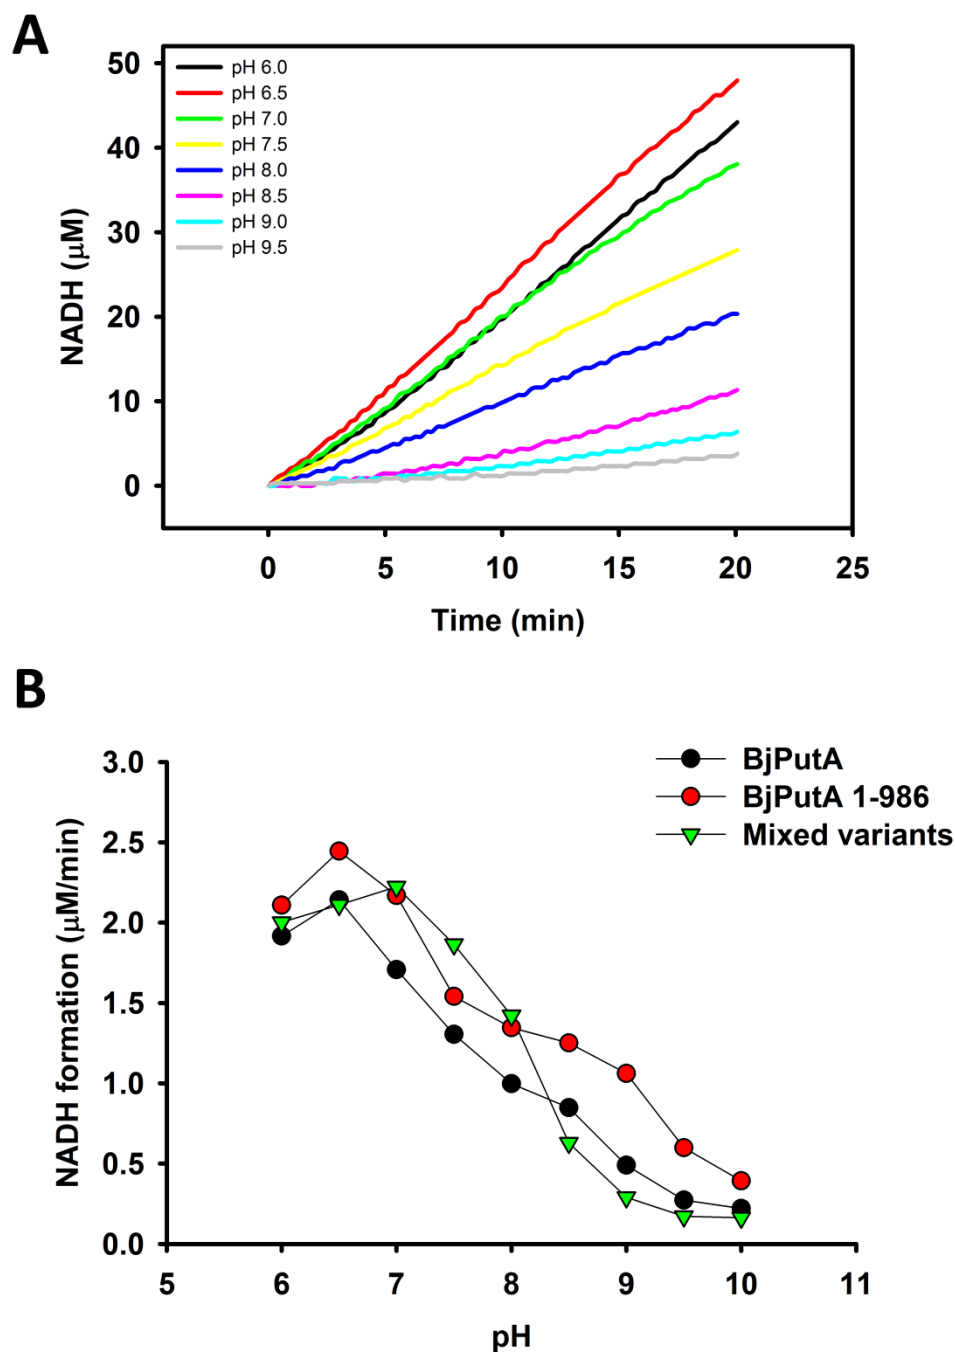 A
50
40
30
20
10
0
NADH (μM)
pH 6.0
pH 6.5
pH 7.0
pH 7.5
pH 8.0
pH 8.5
pH 9.0
pH 9.5
0 5 10 15 20 25
Time (min)
B
BjPutA
BjPutA 1-986
Mixed variants
3.0
2.5
2.0
1.5
1.0
0.5
0.0
NADH formation (μM/min)
5 6 7 8 9 10 11
pH